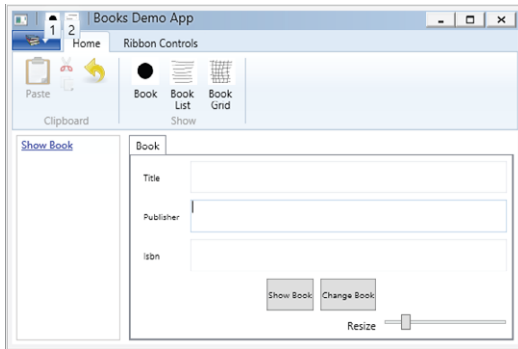 Books Demo App
1 2
Home Ribbon Controls
Paste
Book
Book List
Book Grid
Clipboard
Show
Show Book
Book
Title
Publisher
Isbn
Show Book Change Book
Resize